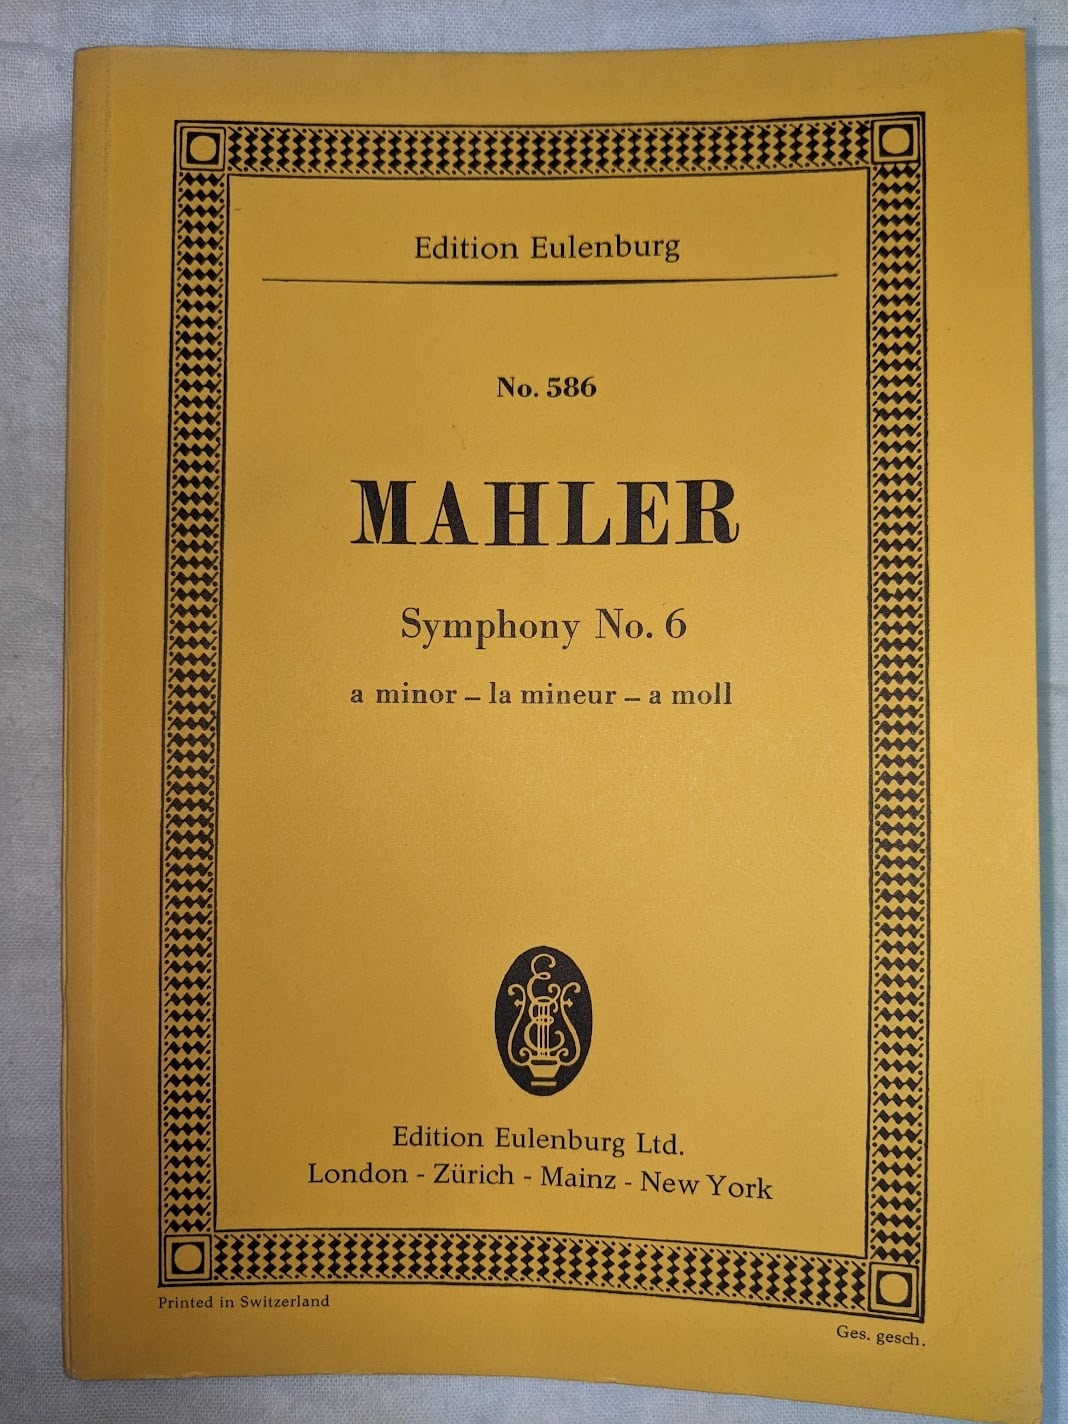 Edition Eulenburg
No. 586
MAHLER
Symphony No. 6
a minor – la mineur – a moll
Edition Eulenburg Ltd.
London - Zürich - Mainz - New York
Printed in Switzerland
Ges. gesch.